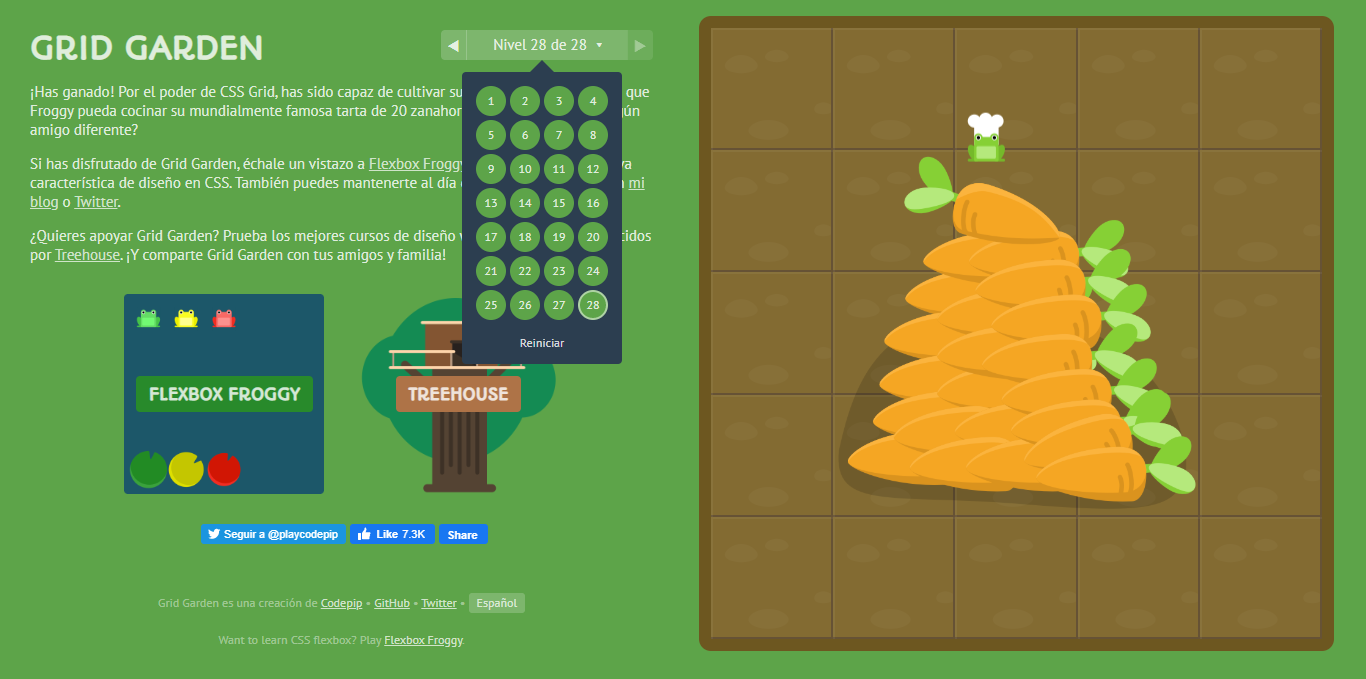 GRID GARDEN
Nivel 28 de 28
¡Has ganado! Por el poder de CSS Grid, has sido capaz de cultivar su que
Froggy pueda cocinar su mundialmente famosa tarta de 20
amigo diferente?
Si has disfrutado de Grid Garden, échale un vistazo a Flexbox Froggy
característica de diseño en CSS. También puedes mantenerte al día mi
blog o Twitter.
¿Quieres apoyar Grid Garden? Prueba los mejores cursos de diseño
por Treehouse. ¡Y comparte Grid Garden con tus amigos y familia!
1 2 3 4
5 6 7 8
9 10 11 12
13 14 15 16
17 18 19 20
21 22 23 24
25 26 27 28
Reiniciar
FLEXBOX FROGGY
TREEHOUSE
Seguir a @playcodepip Like 7.3K Share
Grid Garden es una creación de Codepip • GitHub • Twitter • Español
Want to learn CSS flexbox? Play Flexbox Froggy.